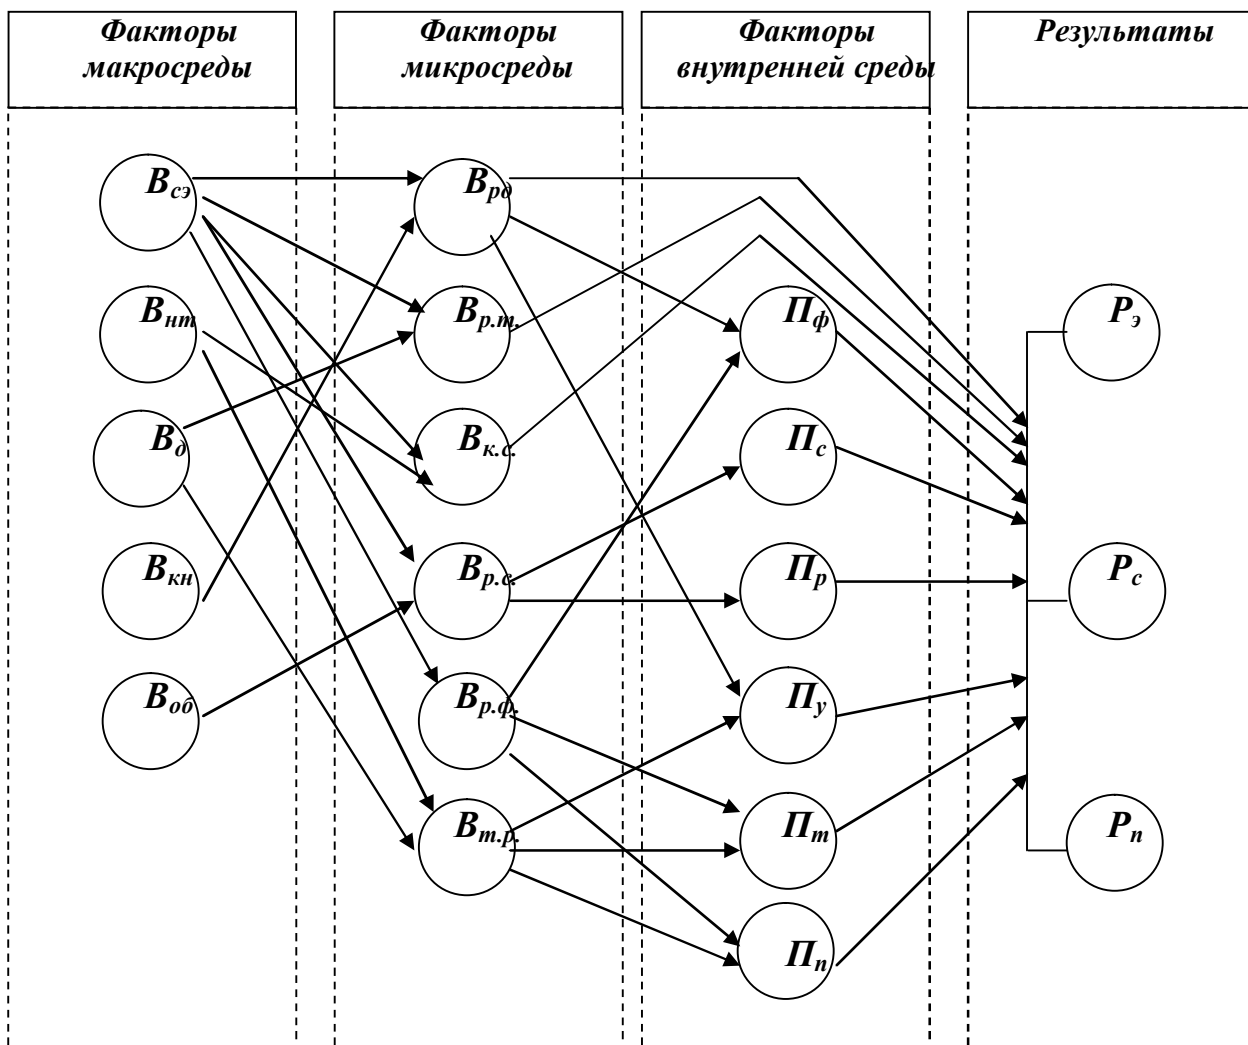 Факторы
макросреды
Факторы
микросреды
Факторы
внутренней среды
Результаты
Всэ
Внт
Вд
Вкн
Воб
Врд
Вр.т.
Вк.с.
Вр.с.
Вр.ф.
Вт.р.
Пф
Пс
Пр
Пу
Пт
Пп
Рэ
Рс
Рп